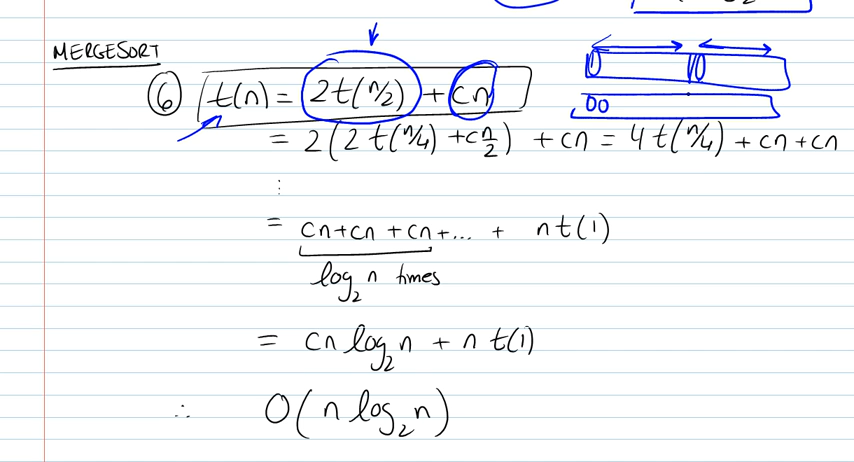 MERGESORT
⑥ t(n) = 2t(n/2) + cn
= 2(2t(n/4) + c n/2) + cn = 4t(n/4) + cn + cn
⋮
= cn + cn + cn + ... + nt(1)
log₂ n times
= cn log₂ n + n t(1)
∴ O(n log₂ n)